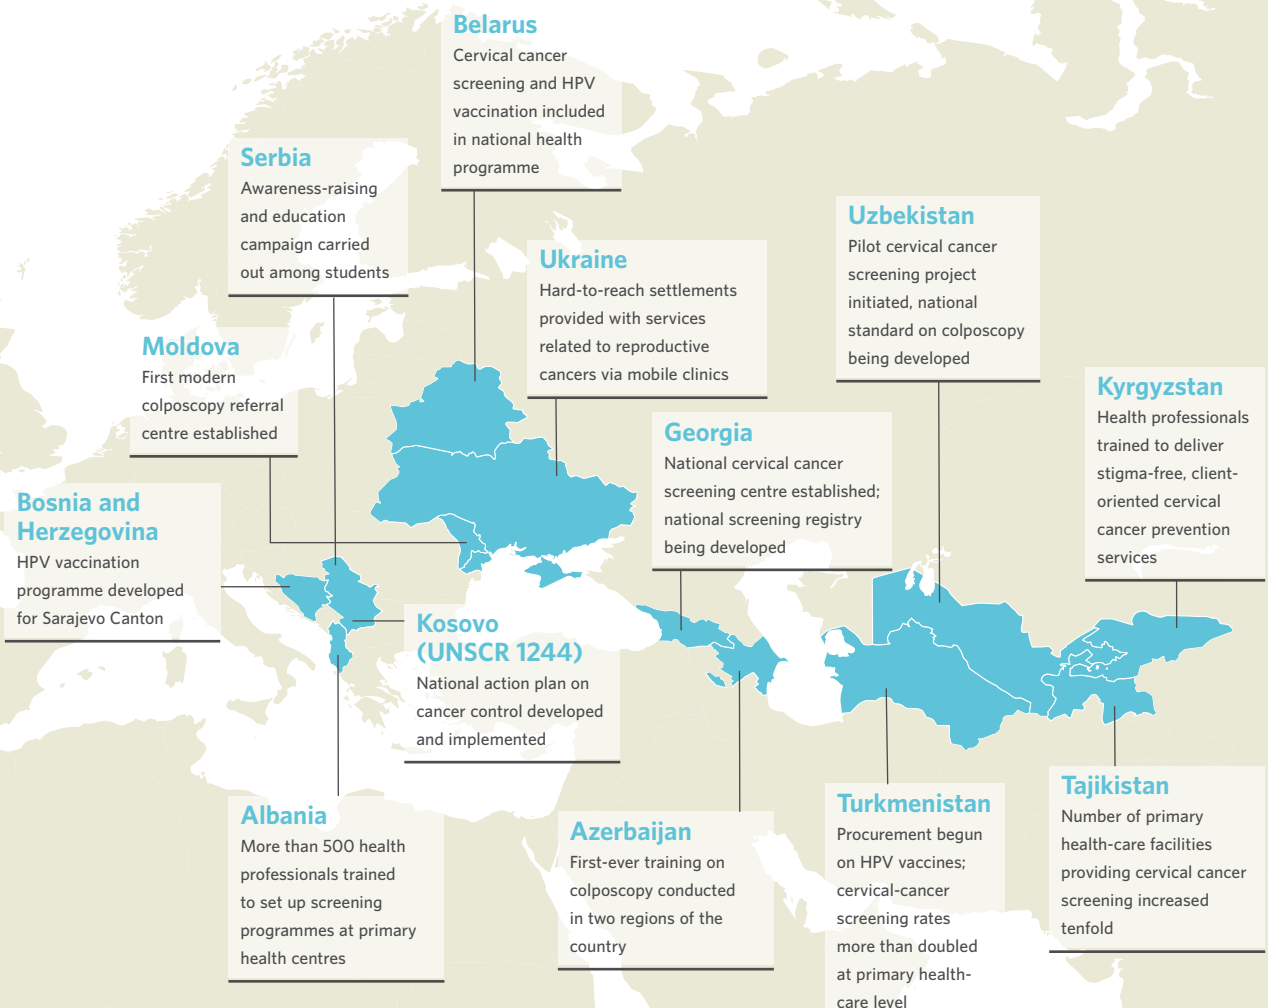 Belarus
Cervical cancer
screening and HPV
vaccination included
in national health
programme
Serbia
Awareness-raising
and education
campaign carried
out among students
Uzbekistan
Pilot cervical cancer
screening project
initiated, national
standard on colposcopy
being developed
Ukraine
Hard-to-reach settlements
provided with services
related to reproductive
cancers via mobile clinics
Moldova
First modern
colposcopy referral
centre established
Kyrgyzstan
Health professionals
trained to deliver
stigma-free, client-
oriented cervical
cancer prevention
services
Georgia
National cervical cancer
screening centre established;
national screening registry
being developed
Bosnia and
Herzegovina
HPV vaccination
programme developed
for Sarajevo Canton
Kosovo
(UNSCR 1244)
National action plan on
cancer control developed
and implemented
Albania
More than 500 health
professionals trained
to set up screening
programmes at primary
health centres
Azerbaijan
First-ever training on
colposcopy conducted
in two regions of the
country
Turkmenistan
Procurement begun
on HPV vaccines;
cervical-cancer
screening rates
more than doubled
at primary health-
care level
Tajikistan
Number of primary
health-care facilities
providing cervical cancer
screening increased
tenfold